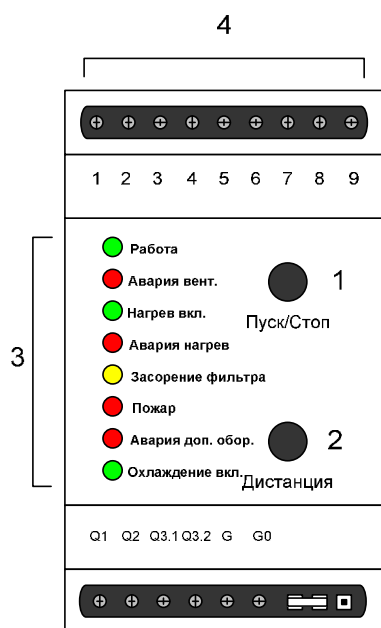 4
1 2 3 4 5 6 7 8 9
3
Работа
Авария вент.
Нагрев вкл.
Авария нагрев
Засорение фильтра
Пожар
Авария доп. обор.
Охлаждение вкл.
1
Пуск/Стоп
2
Дистанция
Q1 Q2 Q3.1 Q3.2 G G0